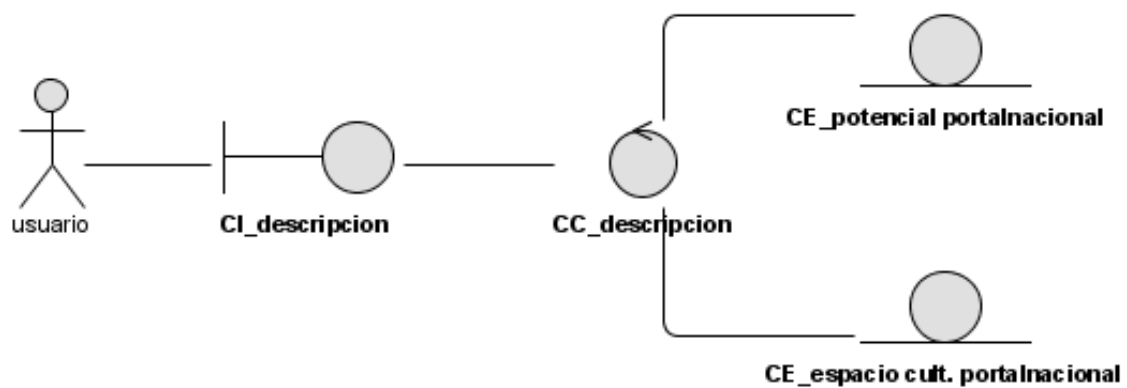 CE_potencial portalnacional
usuario
CI_descripcion
CC_descripcion
CE_espacio cult. portalnacional